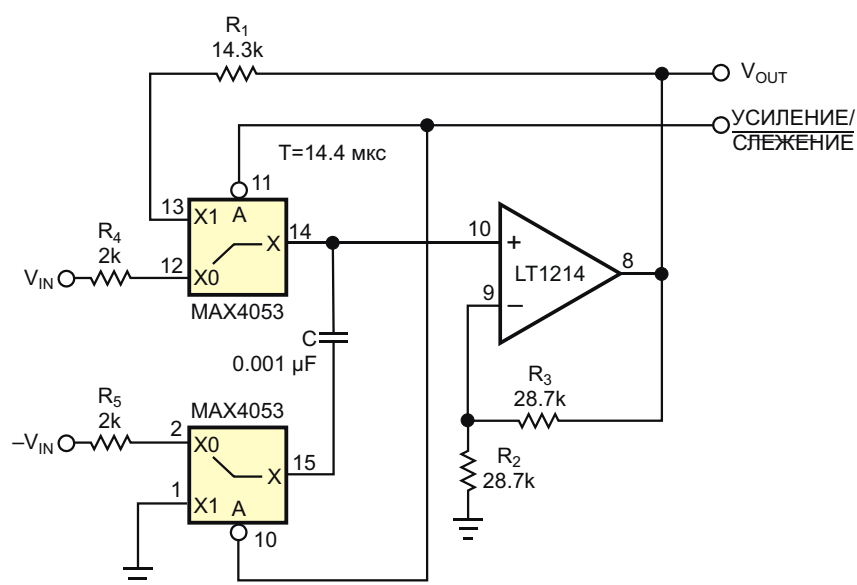 R1
14.3k
VOUT
УСИЛЕНИЕ/
СЛЕЖЕНИЕ
T=14.4 мкс
11
13
X1
A
14
X
R4
2k
VIN
12
X0
MAX4053
10
+
LT1214
8
9
–
C
0.001 µF
R3
28.7k
R5
2k
MAX4053
–VIN
2
X0
15
X
1
X1
A
10
R2
28.7k